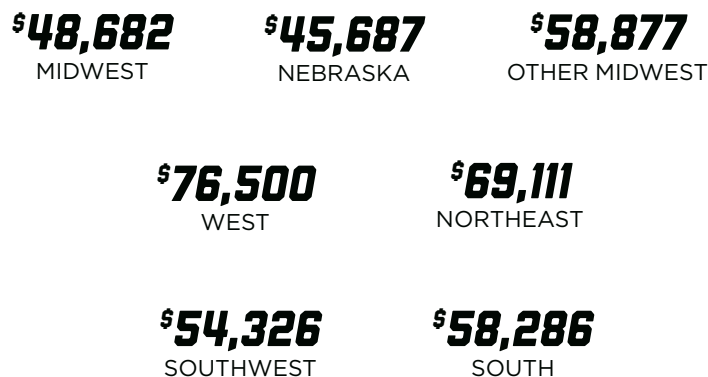 $48,682 $45,687 $58,877
MIDWEST NEBRASKA OTHER MIDWEST
$76,500 $69,111
WEST NORTHEAST
$54,326 $58,286
SOUTHWEST SOUTH